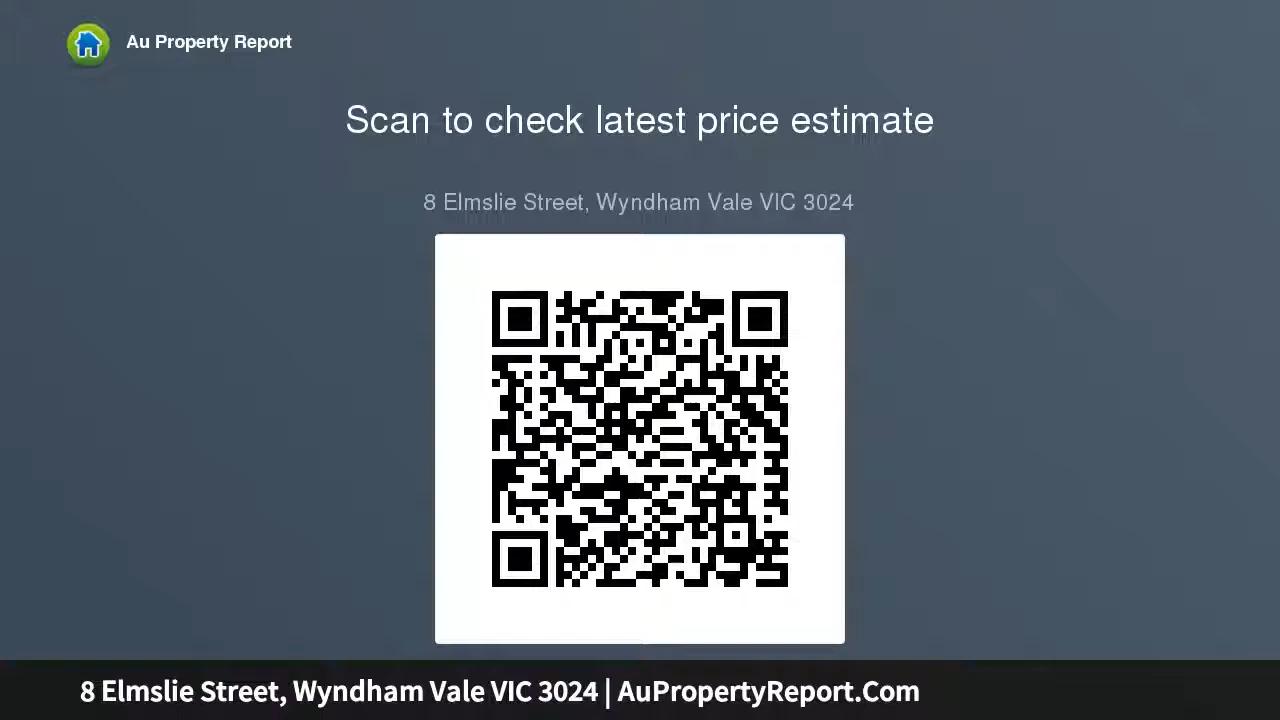 Au Property Report
Scan to check latest price estimate
8 Elmslie Street, Wyndham Vale VIC 3024
8 Elmslie Street, Wyndham Vale VIC 3024 | AuPropertyReport.Com